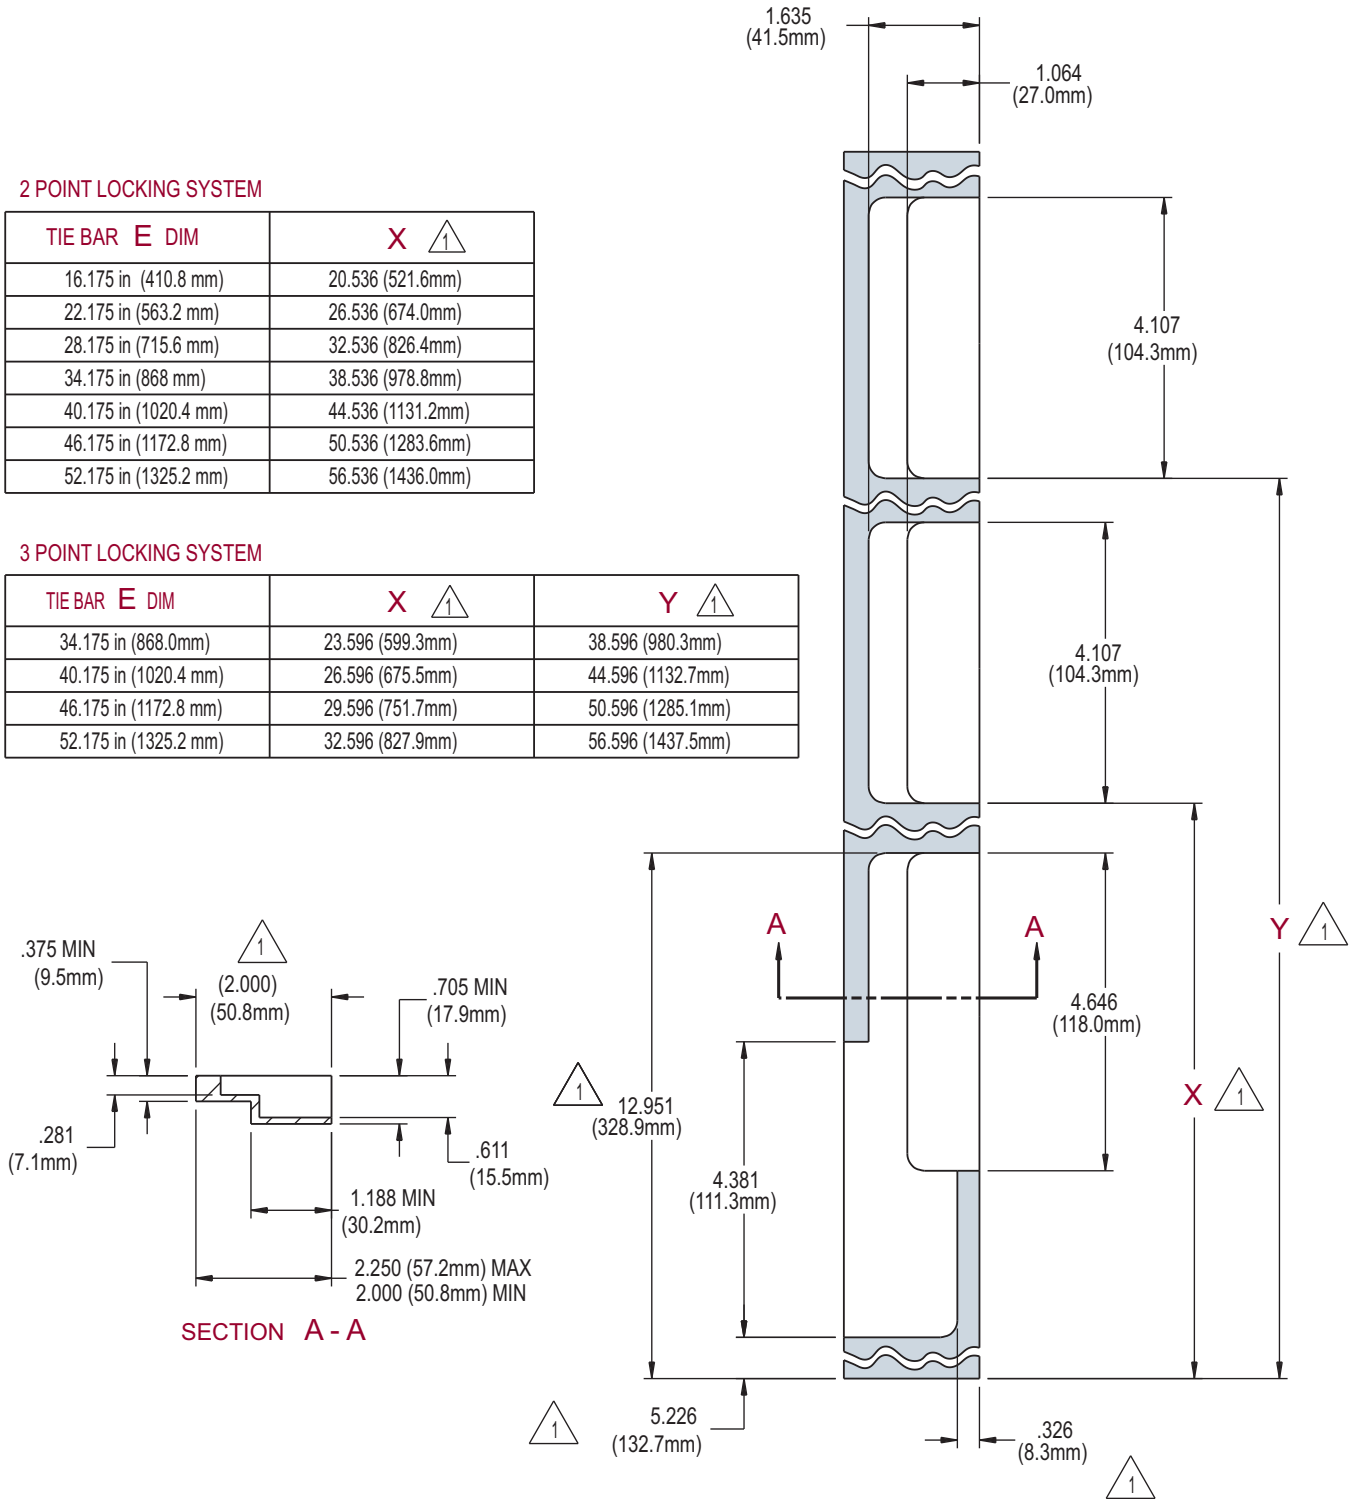 1.635
(41.5mm)
1.064
(27.0mm)
2 POINT LOCKING SYSTEM
TIE BAR E DIM X 1
16.175 in (410.8 mm) 20.536 (521.6mm)
22.175 in (563.2 mm) 26.536 (674.0mm)
28.175 in (715.6 mm) 32.536 (826.4mm)
34.175 in (868 mm) 38.536 (978.8mm)
40.175 in (1020.4 mm) 44.536 (1131.2mm)
46.175 in (1172.8 mm) 50.536 (1283.6mm)
52.175 in (1325.2 mm) 56.536 (1436.0mm)
4.107
(104.3mm)
3 POINT LOCKING SYSTEM
TIE BAR E DIM X 1 Y 1
34.175 in (868.0mm) 23.596 (599.3mm) 38.596 (980.3mm)
40.175 in (1020.4 mm) 26.596 (675.5mm) 44.596 (1132.7mm)
46.175 in (1172.8 mm) 29.596 (751.7mm) 50.596 (1285.1mm)
52.175 in (1325.2 mm) 32.596 (827.9mm) 56.596 (1437.5mm)
4.107
(104.3mm)
A A
Y 1
4.646
(118.0mm)
X 1
1
12.951
(328.9mm)
4.381
(111.3mm)
1
5.226
(132.7mm)
.326
(8.3mm)
1
.375 MIN
(9.5mm)
1
(2.000)
(50.8mm)
.705 MIN
(17.9mm)
.281
(7.1mm)
.611
(15.5mm)
1.188 MIN
(30.2mm)
2.250 (57.2mm) MAX
2.000 (50.8mm) MIN
SECTION A - A